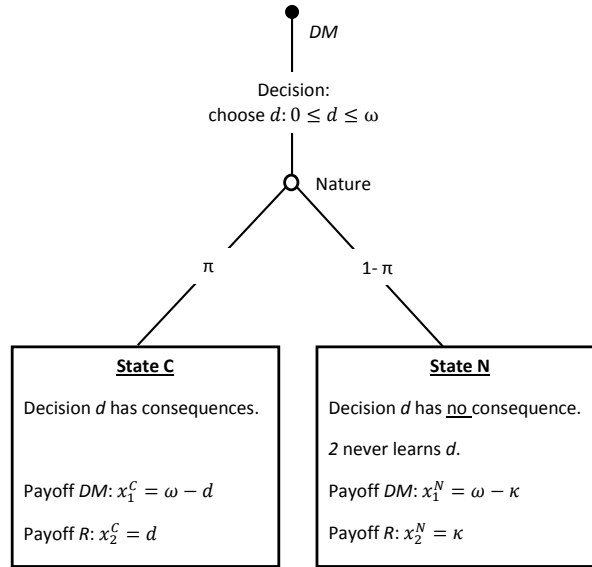 DM
Decision:
choose d: 0 ≤ d ≤ ω
Nature
π
1- π
State C
Decision d has consequences.
Payoff DM: x₁ᶜ = ω − d
Payoff R: x₂ᶜ = d
State N
Decision d has no consequence.
2 never learns d.
Payoff DM: x₁ᴺ = ω − κ
Payoff R: x₂ᴺ = κ